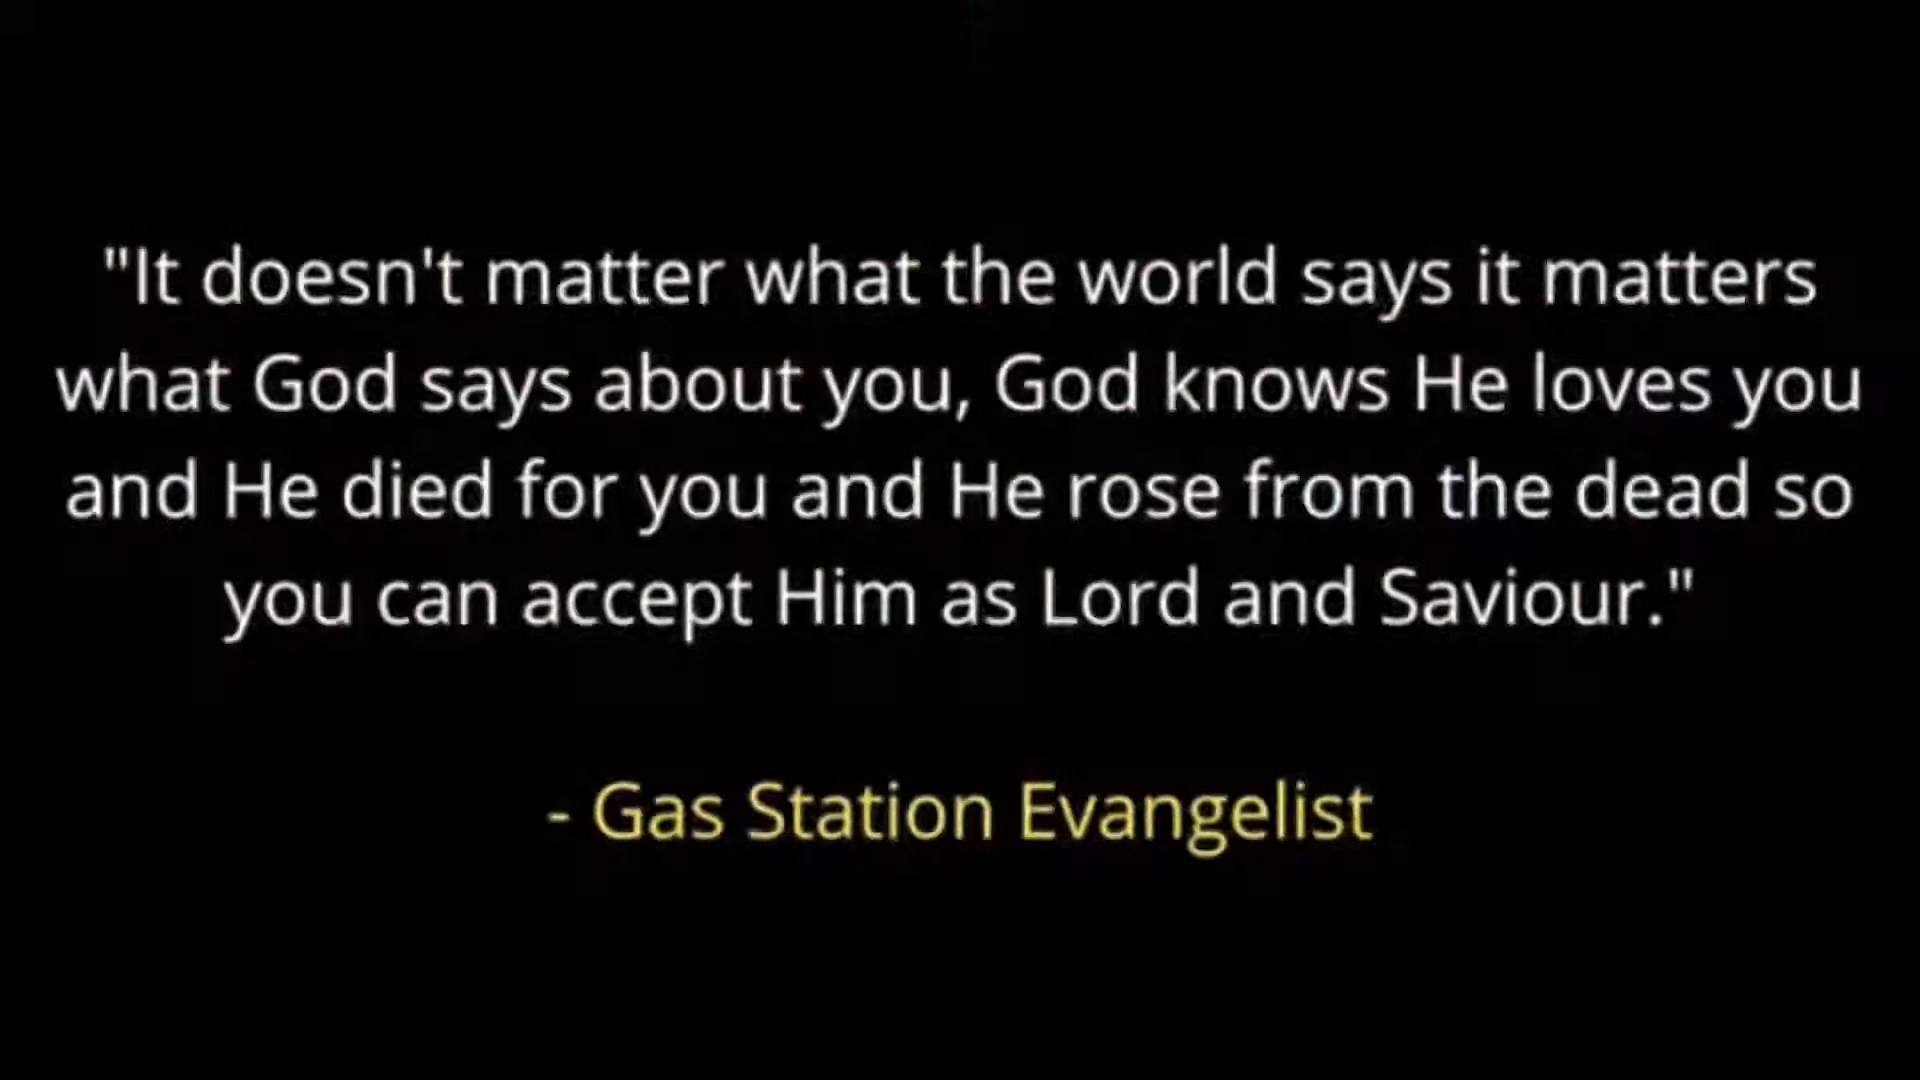 "It doesn't matter what the world says it matters
what God says about you, God knows He loves you
and He died for you and He rose from the dead so
you can accept Him as Lord and Saviour."
- Gas Station Evangelist